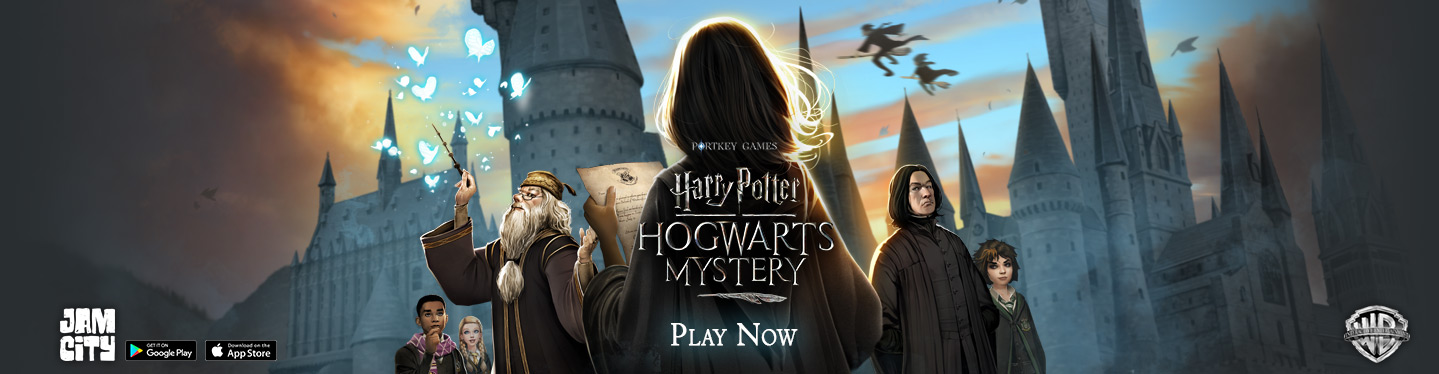 PORTKEY GAMES
Harry Potter
HOGWARTS
MYSTERY
PLAY NOW
JAM
CITY
GET IT ON
Google Play
Download on the
App Store
WB